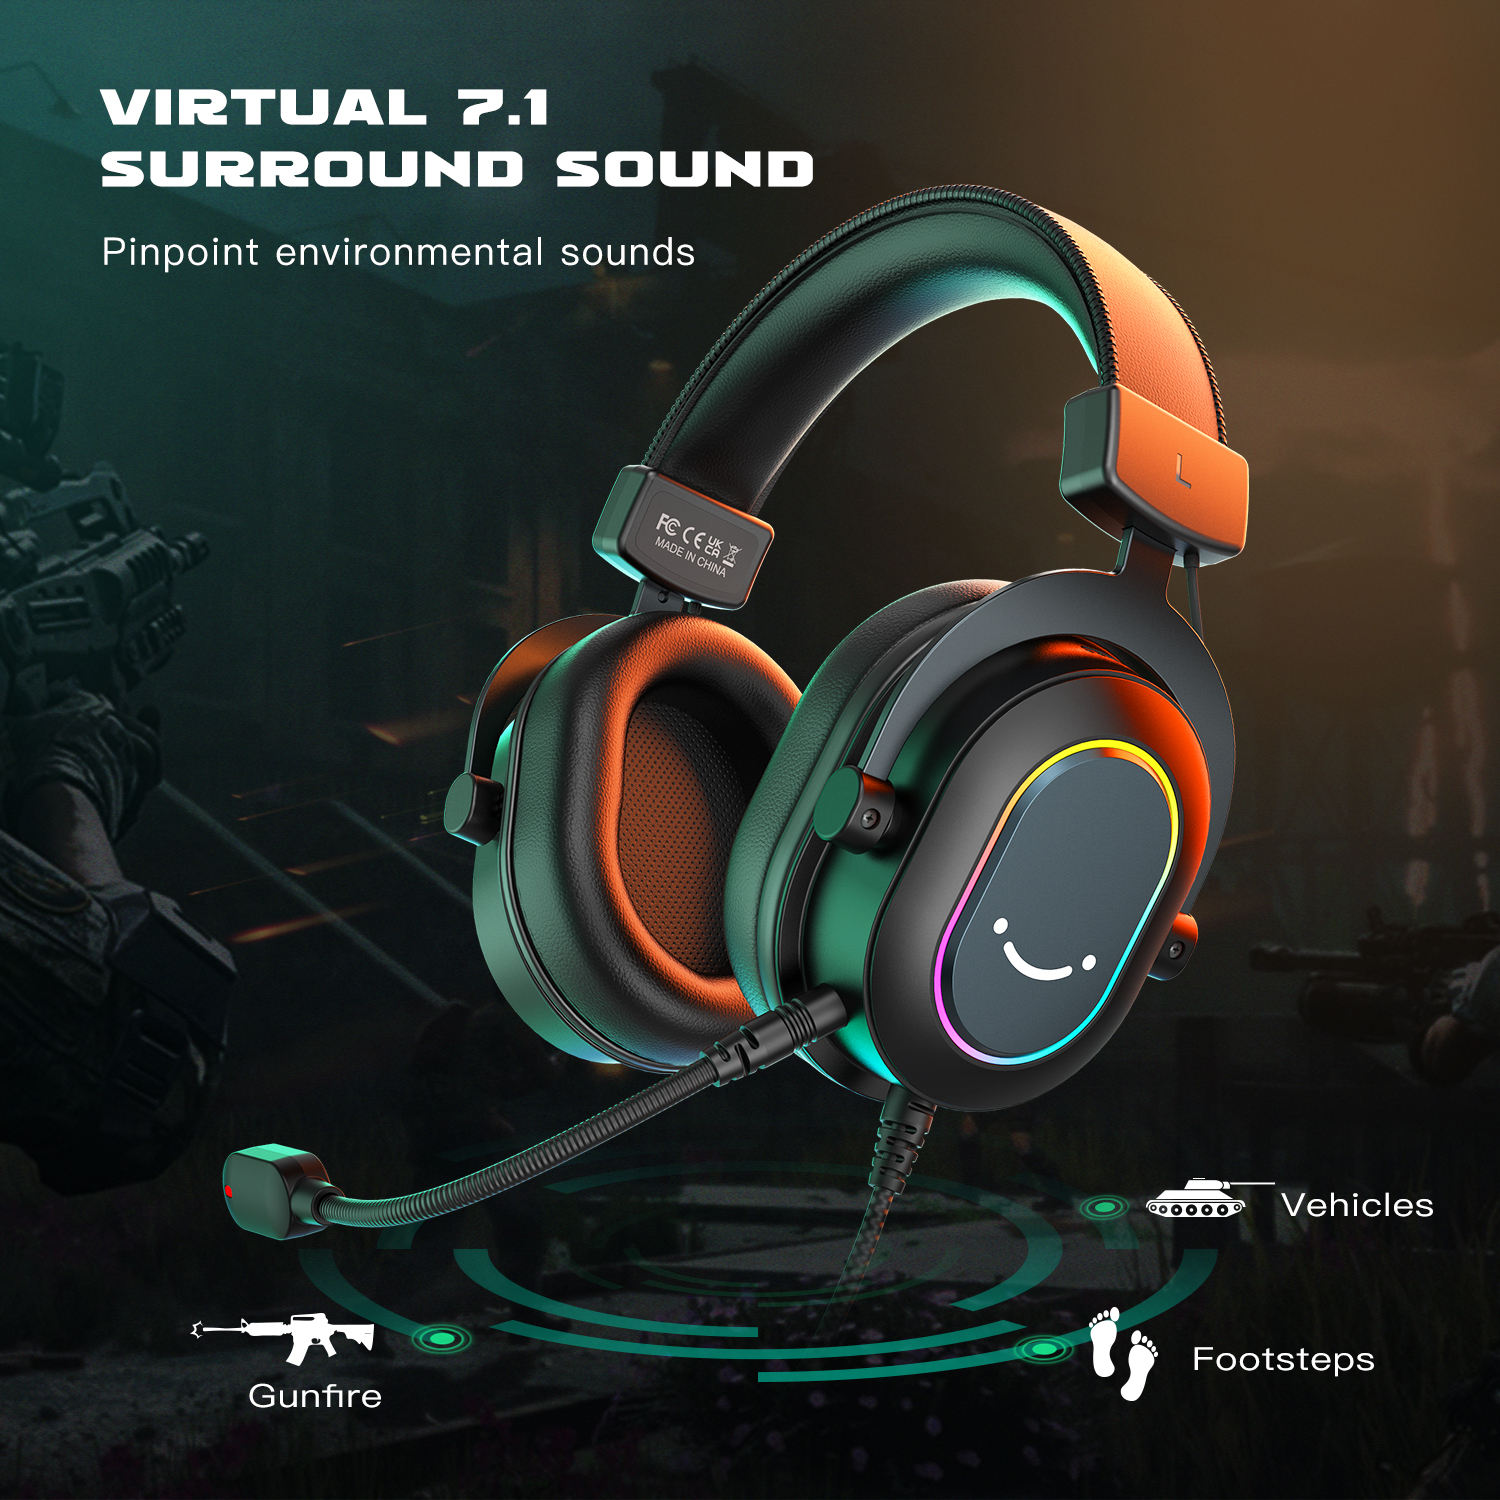 VIRTUAL 7.1
SURROUND SOUND
Pinpoint environmental sounds
L
FC CE UK CA
MADE IN CHINA
Vehicles
Footsteps
Gunfire